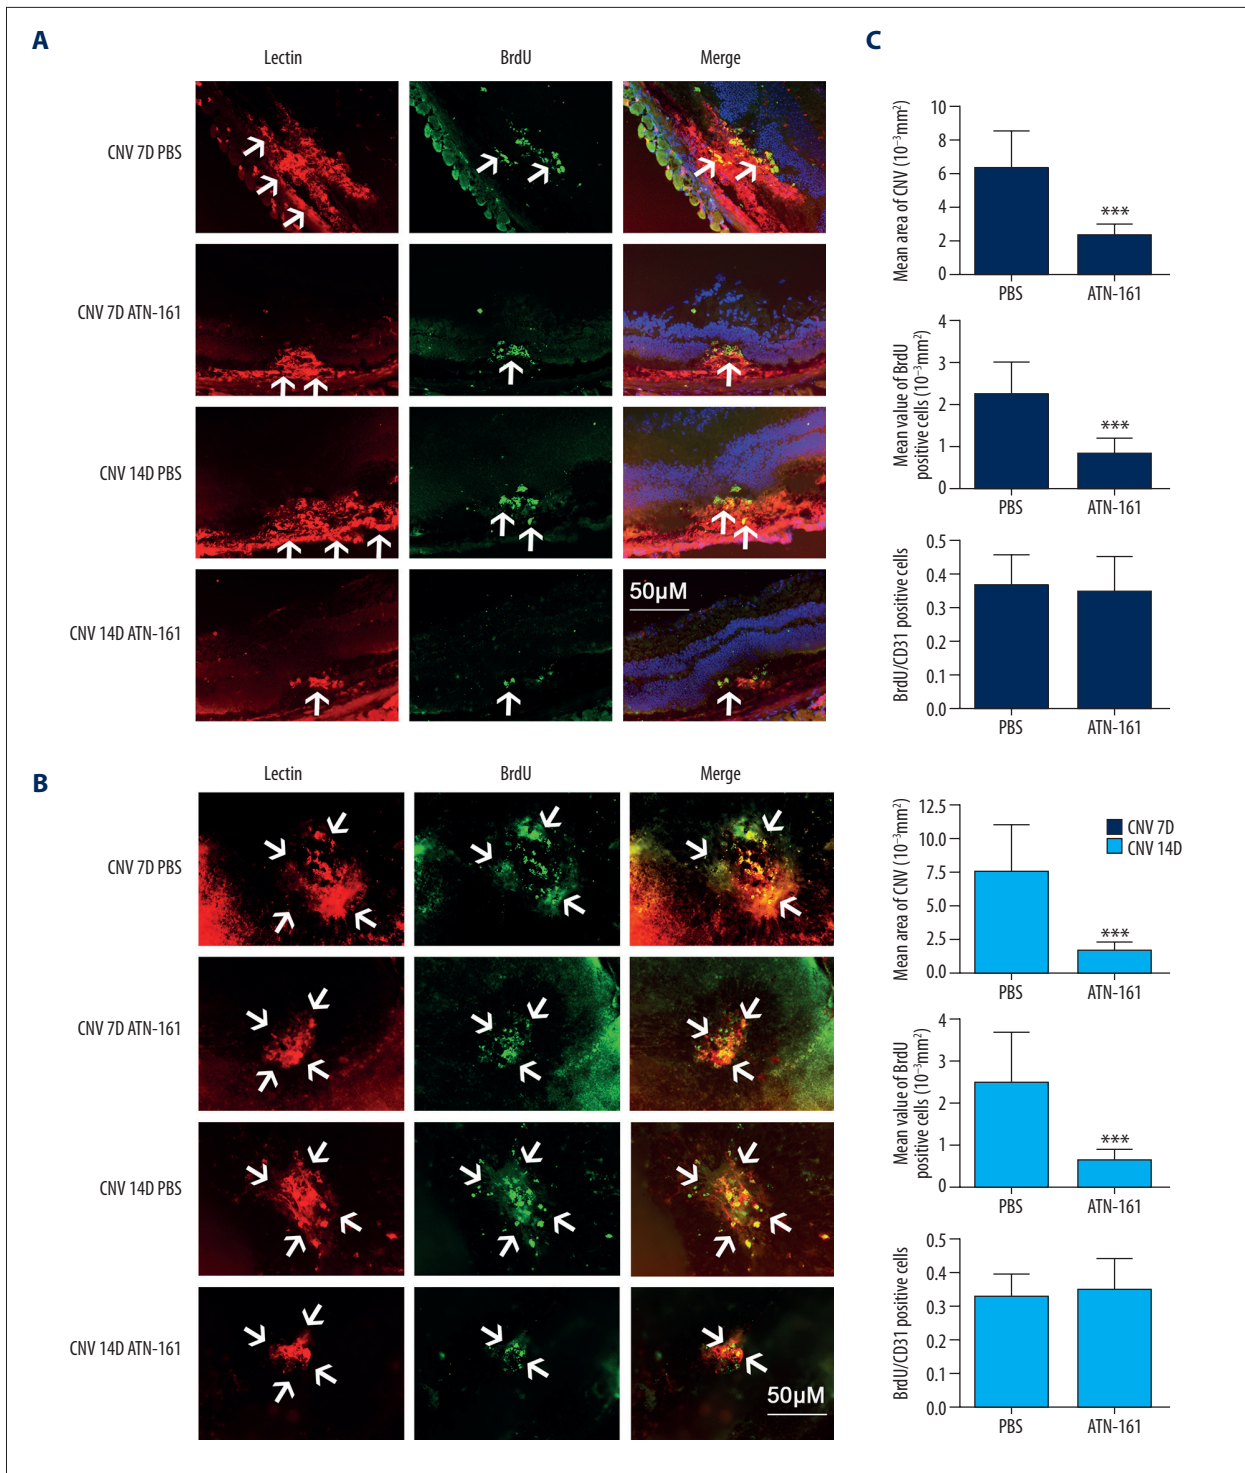 A
Lectin
BrdU
Merge
CNV 7D PBS
CNV 7D ATN-161
CNV 14D PBS
CNV 14D ATN-161
50µM
B
Lectin
BrdU
Merge
CNV 7D PBS
CNV 7D ATN-161
CNV 14D PBS
CNV 14D ATN-161
50µM
C
Mean area of CNV (10⁻³mm²)
10
8
6
4
2
0
***
PBS
ATN-161
Mean value of BrdU
positive cells (10⁻³mm²)
4
3
2
1
0
***
PBS
ATN-161
BrdU/CD31 positive cells
0.5
0.4
0.3
0.2
0.1
0.0
PBS
ATN-161
Mean area of CNV (10⁻³mm²)
12.5
10.0
7.5
5.0
2.5
0.0
CNV 7D
CNV 14D
***
PBS
ATN-161
Mean value of BrdU
positive cells (10⁻³mm²)
4
3
2
1
0
***
PBS
ATN-161
BrdU/CD31 positive cells
0.5
0.4
0.3
0.2
0.1
0.0
PBS
ATN-161